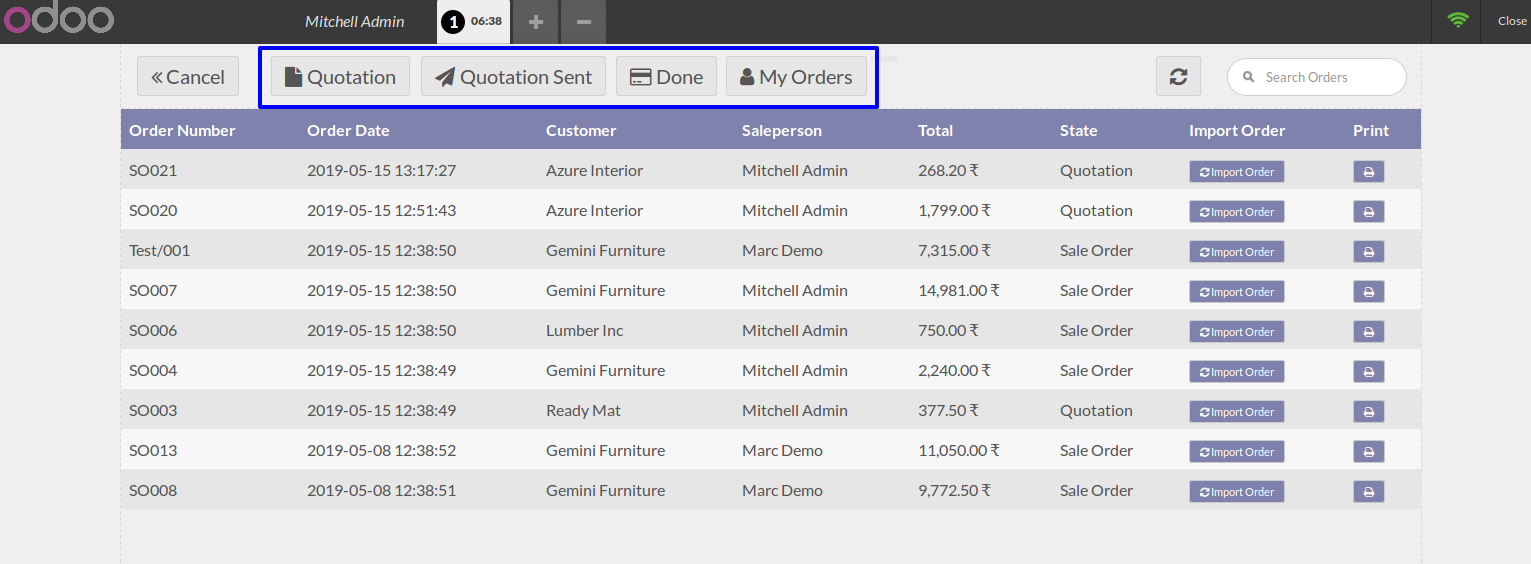 odoo Mitchell Admin 1 06:38 + − Close
Cancel Quotation Quotation Sent Done My Orders Search Orders
Order Number Order Date Customer Saleperson Total State Import Order Print
SO021 2019-05-15 13:17:27 Azure Interior Mitchell Admin 268.20 ₹ Quotation Import Order
SO020 2019-05-15 12:51:43 Azure Interior Mitchell Admin 1,799.00 ₹ Quotation Import Order
Test/001 2019-05-15 12:38:50 Gemini Furniture Marc Demo 7,315.00 ₹ Sale Order Import Order
SO007 2019-05-15 12:38:50 Gemini Furniture Mitchell Admin 14,981.00 ₹ Sale Order Import Order
SO006 2019-05-15 12:38:50 Lumber Inc Mitchell Admin 750.00 ₹ Sale Order Import Order
SO004 2019-05-15 12:38:49 Gemini Furniture Mitchell Admin 2,240.00 ₹ Sale Order Import Order
SO003 2019-05-15 12:38:49 Ready Mat Mitchell Admin 377.50 ₹ Quotation Import Order
SO013 2019-05-08 12:38:52 Gemini Furniture Marc Demo 11,050.00 ₹ Sale Order Import Order
SO008 2019-05-08 12:38:51 Gemini Furniture Marc Demo 9,772.50 ₹ Sale Order Import Order